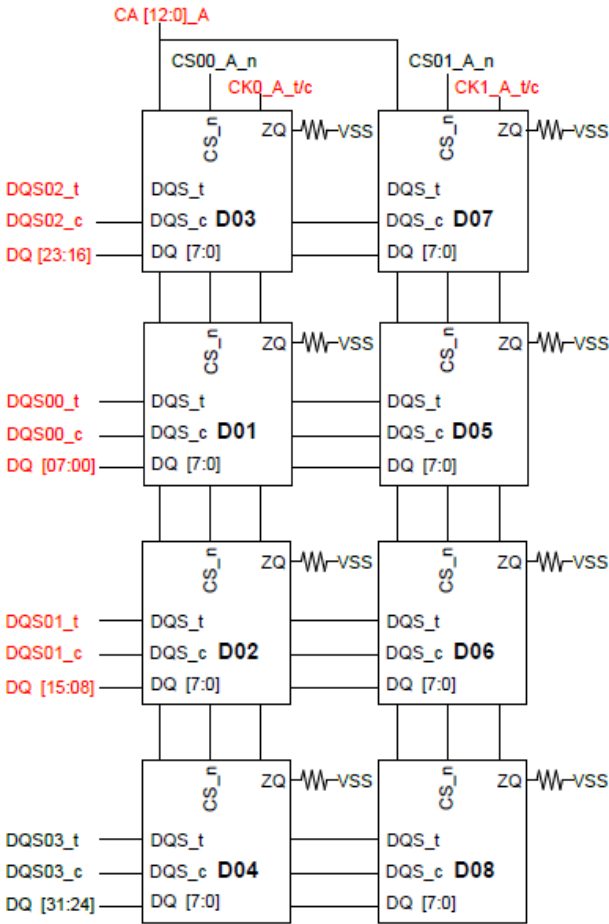 CA [12:0]_A
CS00_A_n CS01_A_n
CK0_A_t/c CK1_A_t/c
CS_n ZQ VSS CS_n ZQ VSS
DQS02_t DQS_t DQS_t
DQS02_c DQS_c D03 DQS_c D07
DQ [23:16] DQ [7:0] DQ [7:0]
CS_n ZQ VSS CS_n ZQ VSS
DQS00_t DQS_t DQS_t
DQS00_c DQS_c D01 DQS_c D05
DQ [07:00] DQ [7:0] DQ [7:0]
CS_n ZQ VSS CS_n ZQ VSS
DQS01_t DQS_t DQS_t
DQS01_c DQS_c D02 DQS_c D06
DQ [15:08] DQ [7:0] DQ [7:0]
CS_n ZQ VSS CS_n ZQ VSS
DQS03_t DQS_t DQS_t
DQS03_c DQS_c D04 DQS_c D08
DQ [31:24] DQ [7:0] DQ [7:0]